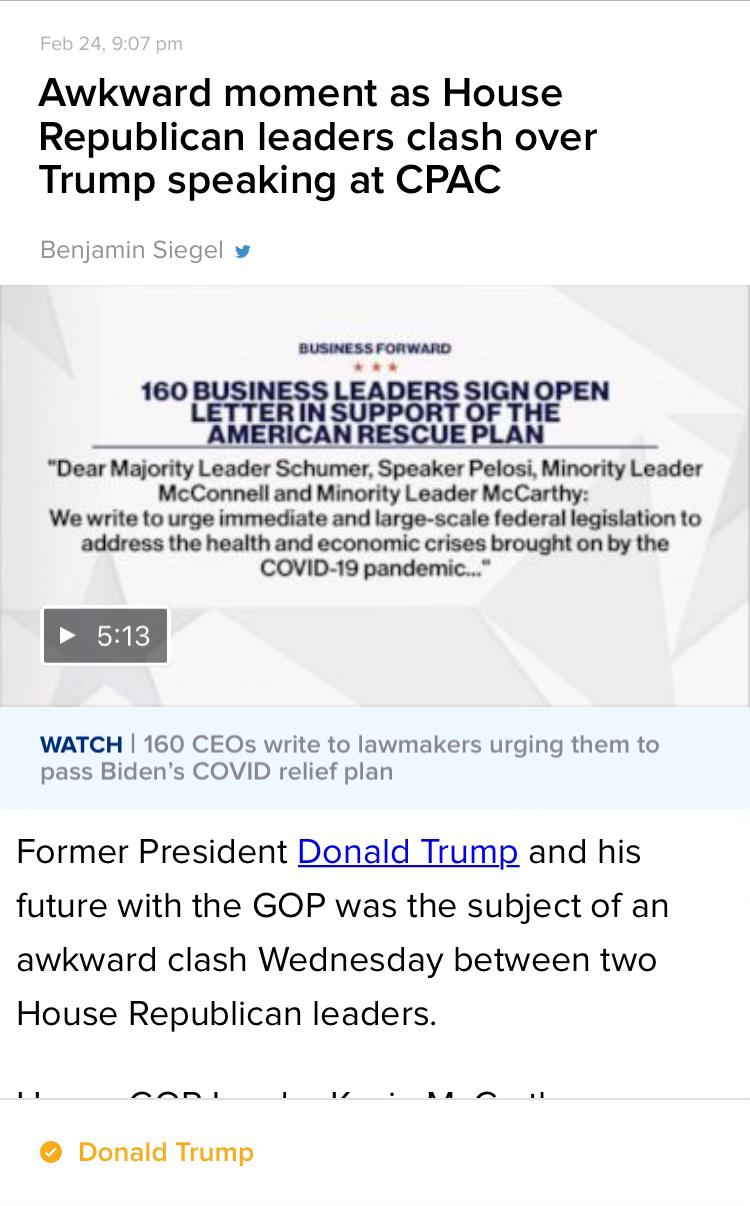 Feb 24, 9:07 pm
Awkward moment as House
Republican leaders clash over
Trump speaking at CPAC
Benjamin Siegel
BUSINESS FORWARD
160 BUSINESS LEADERS SIGN OPEN
LETTER IN SUPPORT OF THE
AMERICAN RESCUE PLAN
"Dear Majority Leader Schumer, Speaker Pelosi, Minority Leader
McConnell and Minority Leader McCarthy:
We write to urge immediate and large-scale federal legislation to
address the health and economic crises brought on by the
COVID-19 pandemic..."
5:13
WATCH | 160 CEOs write to lawmakers urging them to
pass Biden's COVID relief plan
Former President Donald Trump and his
future with the GOP was the subject of an
awkward clash Wednesday between two
House Republican leaders.
Donald Trump